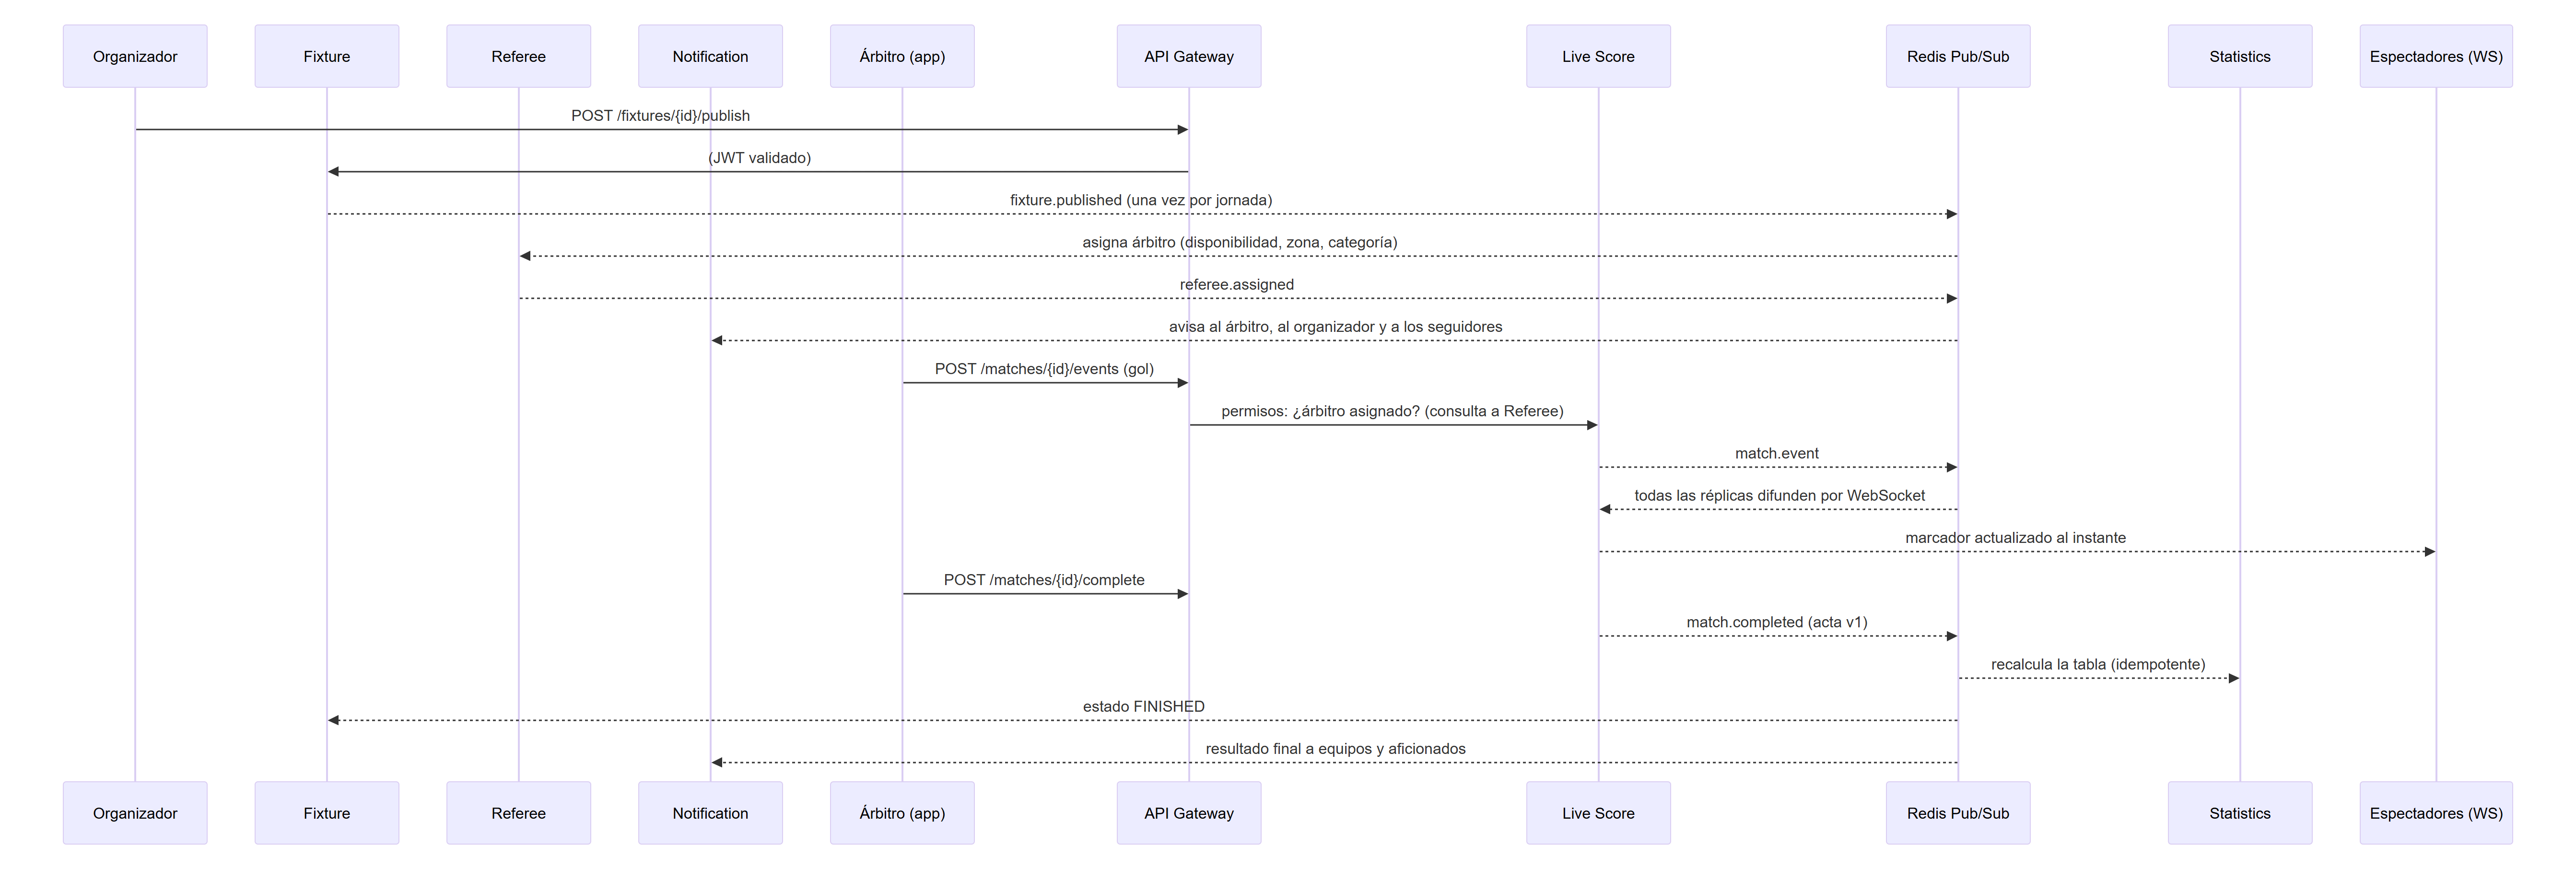 Organizador
Fixture
Referee
Notification
Árbitro (app)
API Gateway
Live Score
Redis Pub/Sub
Statistics
Espectadores (WS)
POST /fixtures/{id}/publish
(JWT validado)
fixture.published (una vez por jornada)
asigna árbitro (disponibilidad, zona, categoría)
referee.assigned
avisa al árbitro, al organizador y a los seguidores
POST /matches/{id}/events (gol)
permisos: ¿árbitro asignado? (consulta a Referee)
match.event
todas las réplicas difunden por WebSocket
marcador actualizado al instante
POST /matches/{id}/complete
match.completed (acta v1)
recalcula la tabla (idempotente)
estado FINISHED
resultado final a equipos y aficionados
Organizador
Fixture
Referee
Notification
Árbitro (app)
API Gateway
Live Score
Redis Pub/Sub
Statistics
Espectadores (WS)